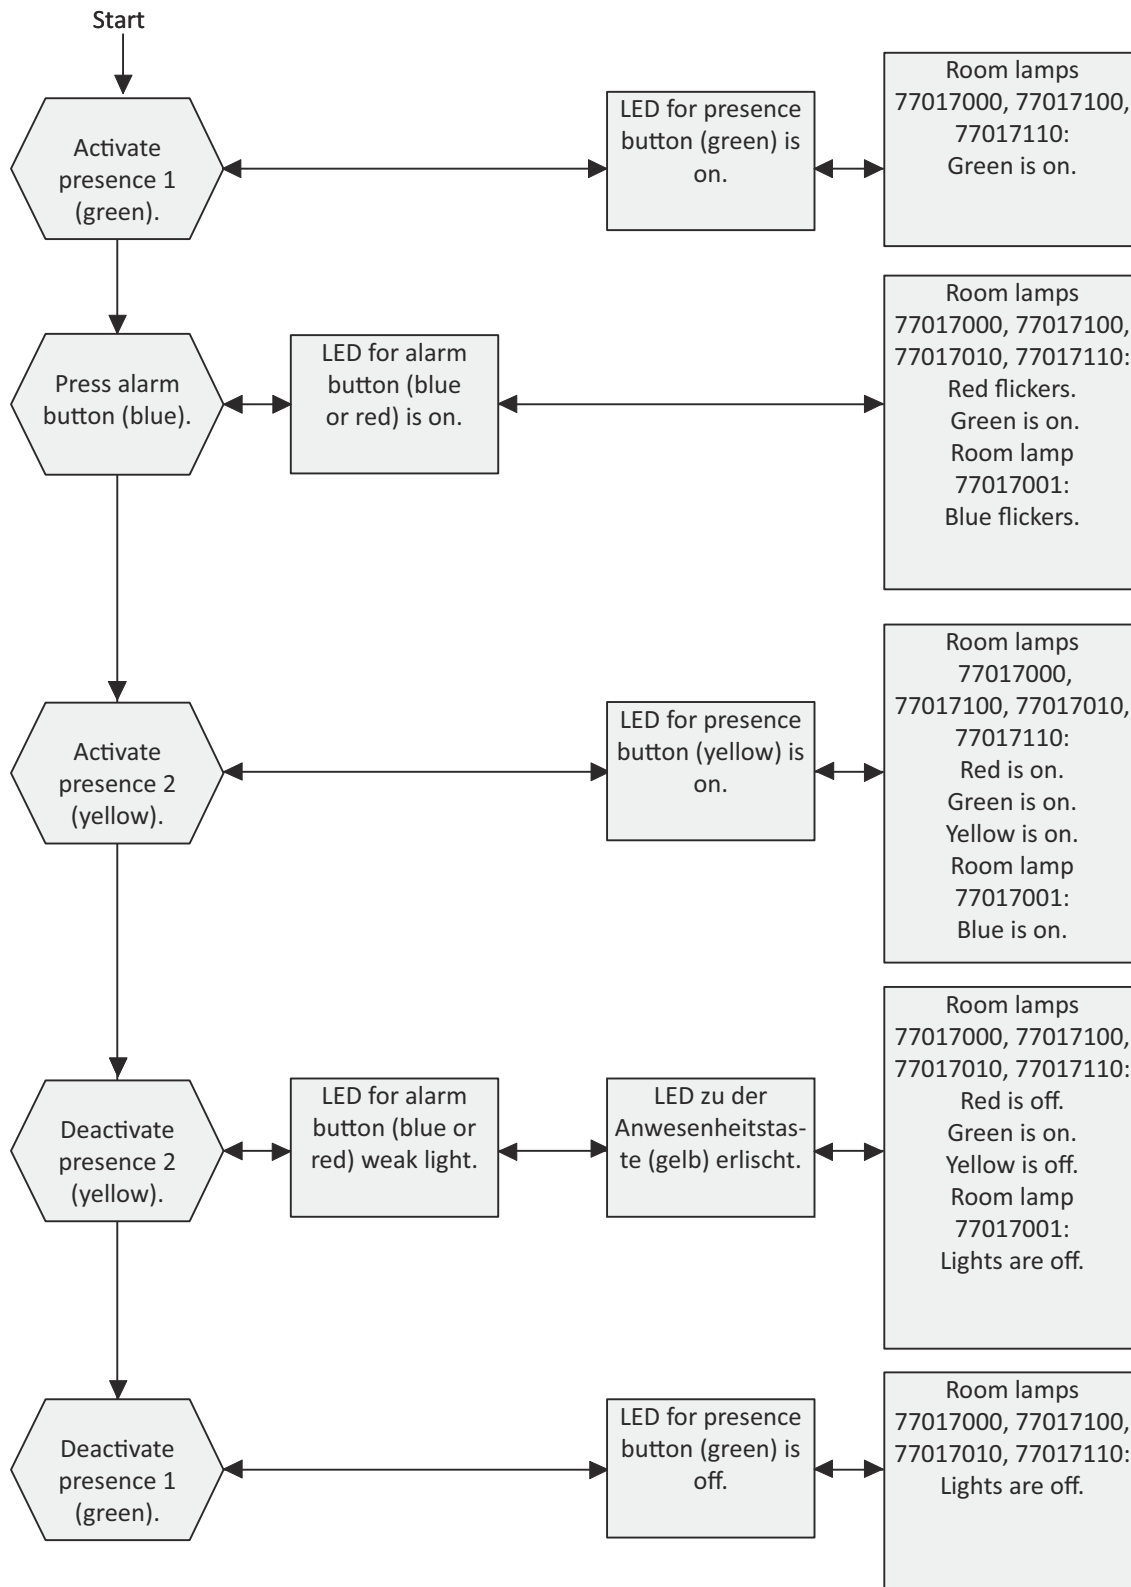 Start
Activate
presence 1
(green).
LED for presence
button (green) is
on.
Room lamps
77017000, 77017100,
77017110:
Green is on.
Press alarm
button (blue).
LED for alarm
button (blue
or red) is on.
Room lamps
77017000, 77017100,
77017010, 77017110:
Red flickers.
Green is on.
Room lamp
77017001:
Blue flickers.
Activate
presence 2
(yellow).
LED for presence
button (yellow) is
on.
Room lamps
77017000,
77017100, 77017010,
77017110:
Red is on.
Green is on.
Yellow is on.
Room lamp
77017001:
Blue is on.
Deactivate
presence 2
(yellow).
LED for alarm
button (blue or
red) weak light.
LED zu der
Anwesenheitstas-
te (gelb) erlischt.
Room lamps
77017000, 77017100,
77017010, 77017110:
Red is off.
Green is on.
Yellow is off.
Room lamp
77017001:
Lights are off.
Deactivate
presence 1
(green).
LED for presence
button (green) is
off.
Room lamps
77017000, 77017100,
77017010, 77017110:
Lights are off.